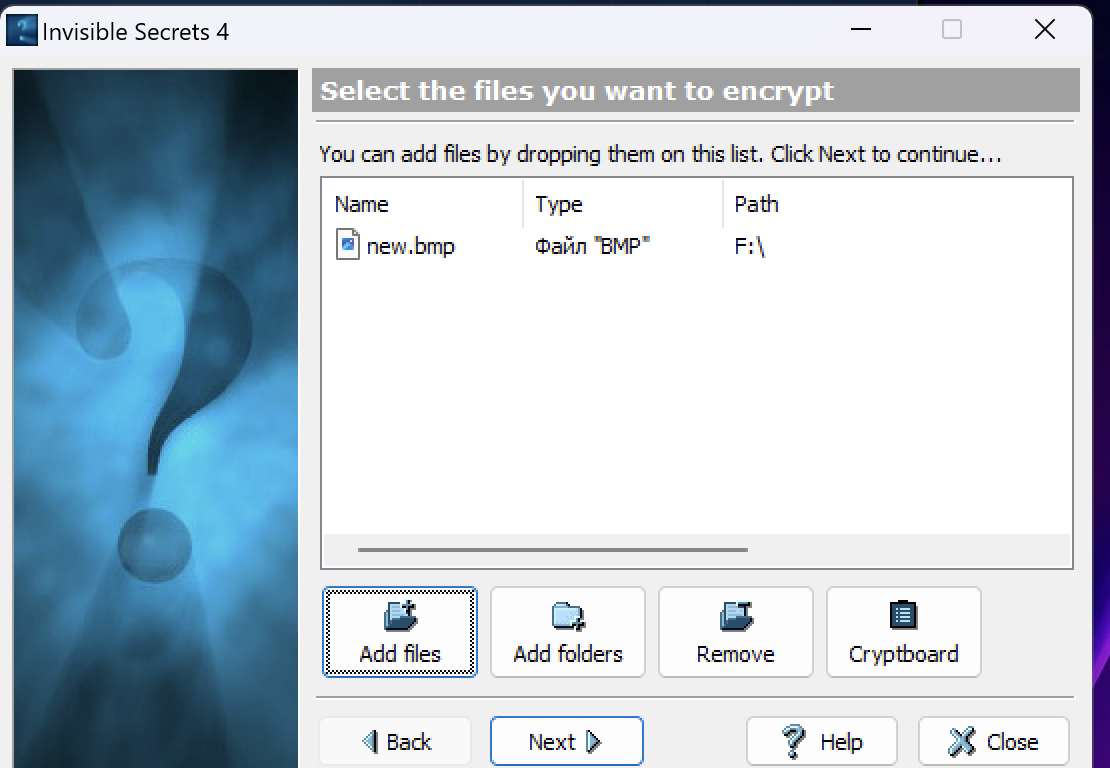 Invisible Secrets 4
Select the files you want to encrypt
You can add files by dropping them on this list. Click Next to continue...
Name Type Path
new.bmp Файл "BMP" F:\
Add files Add folders Remove Cryptboard
Back Next Help Close